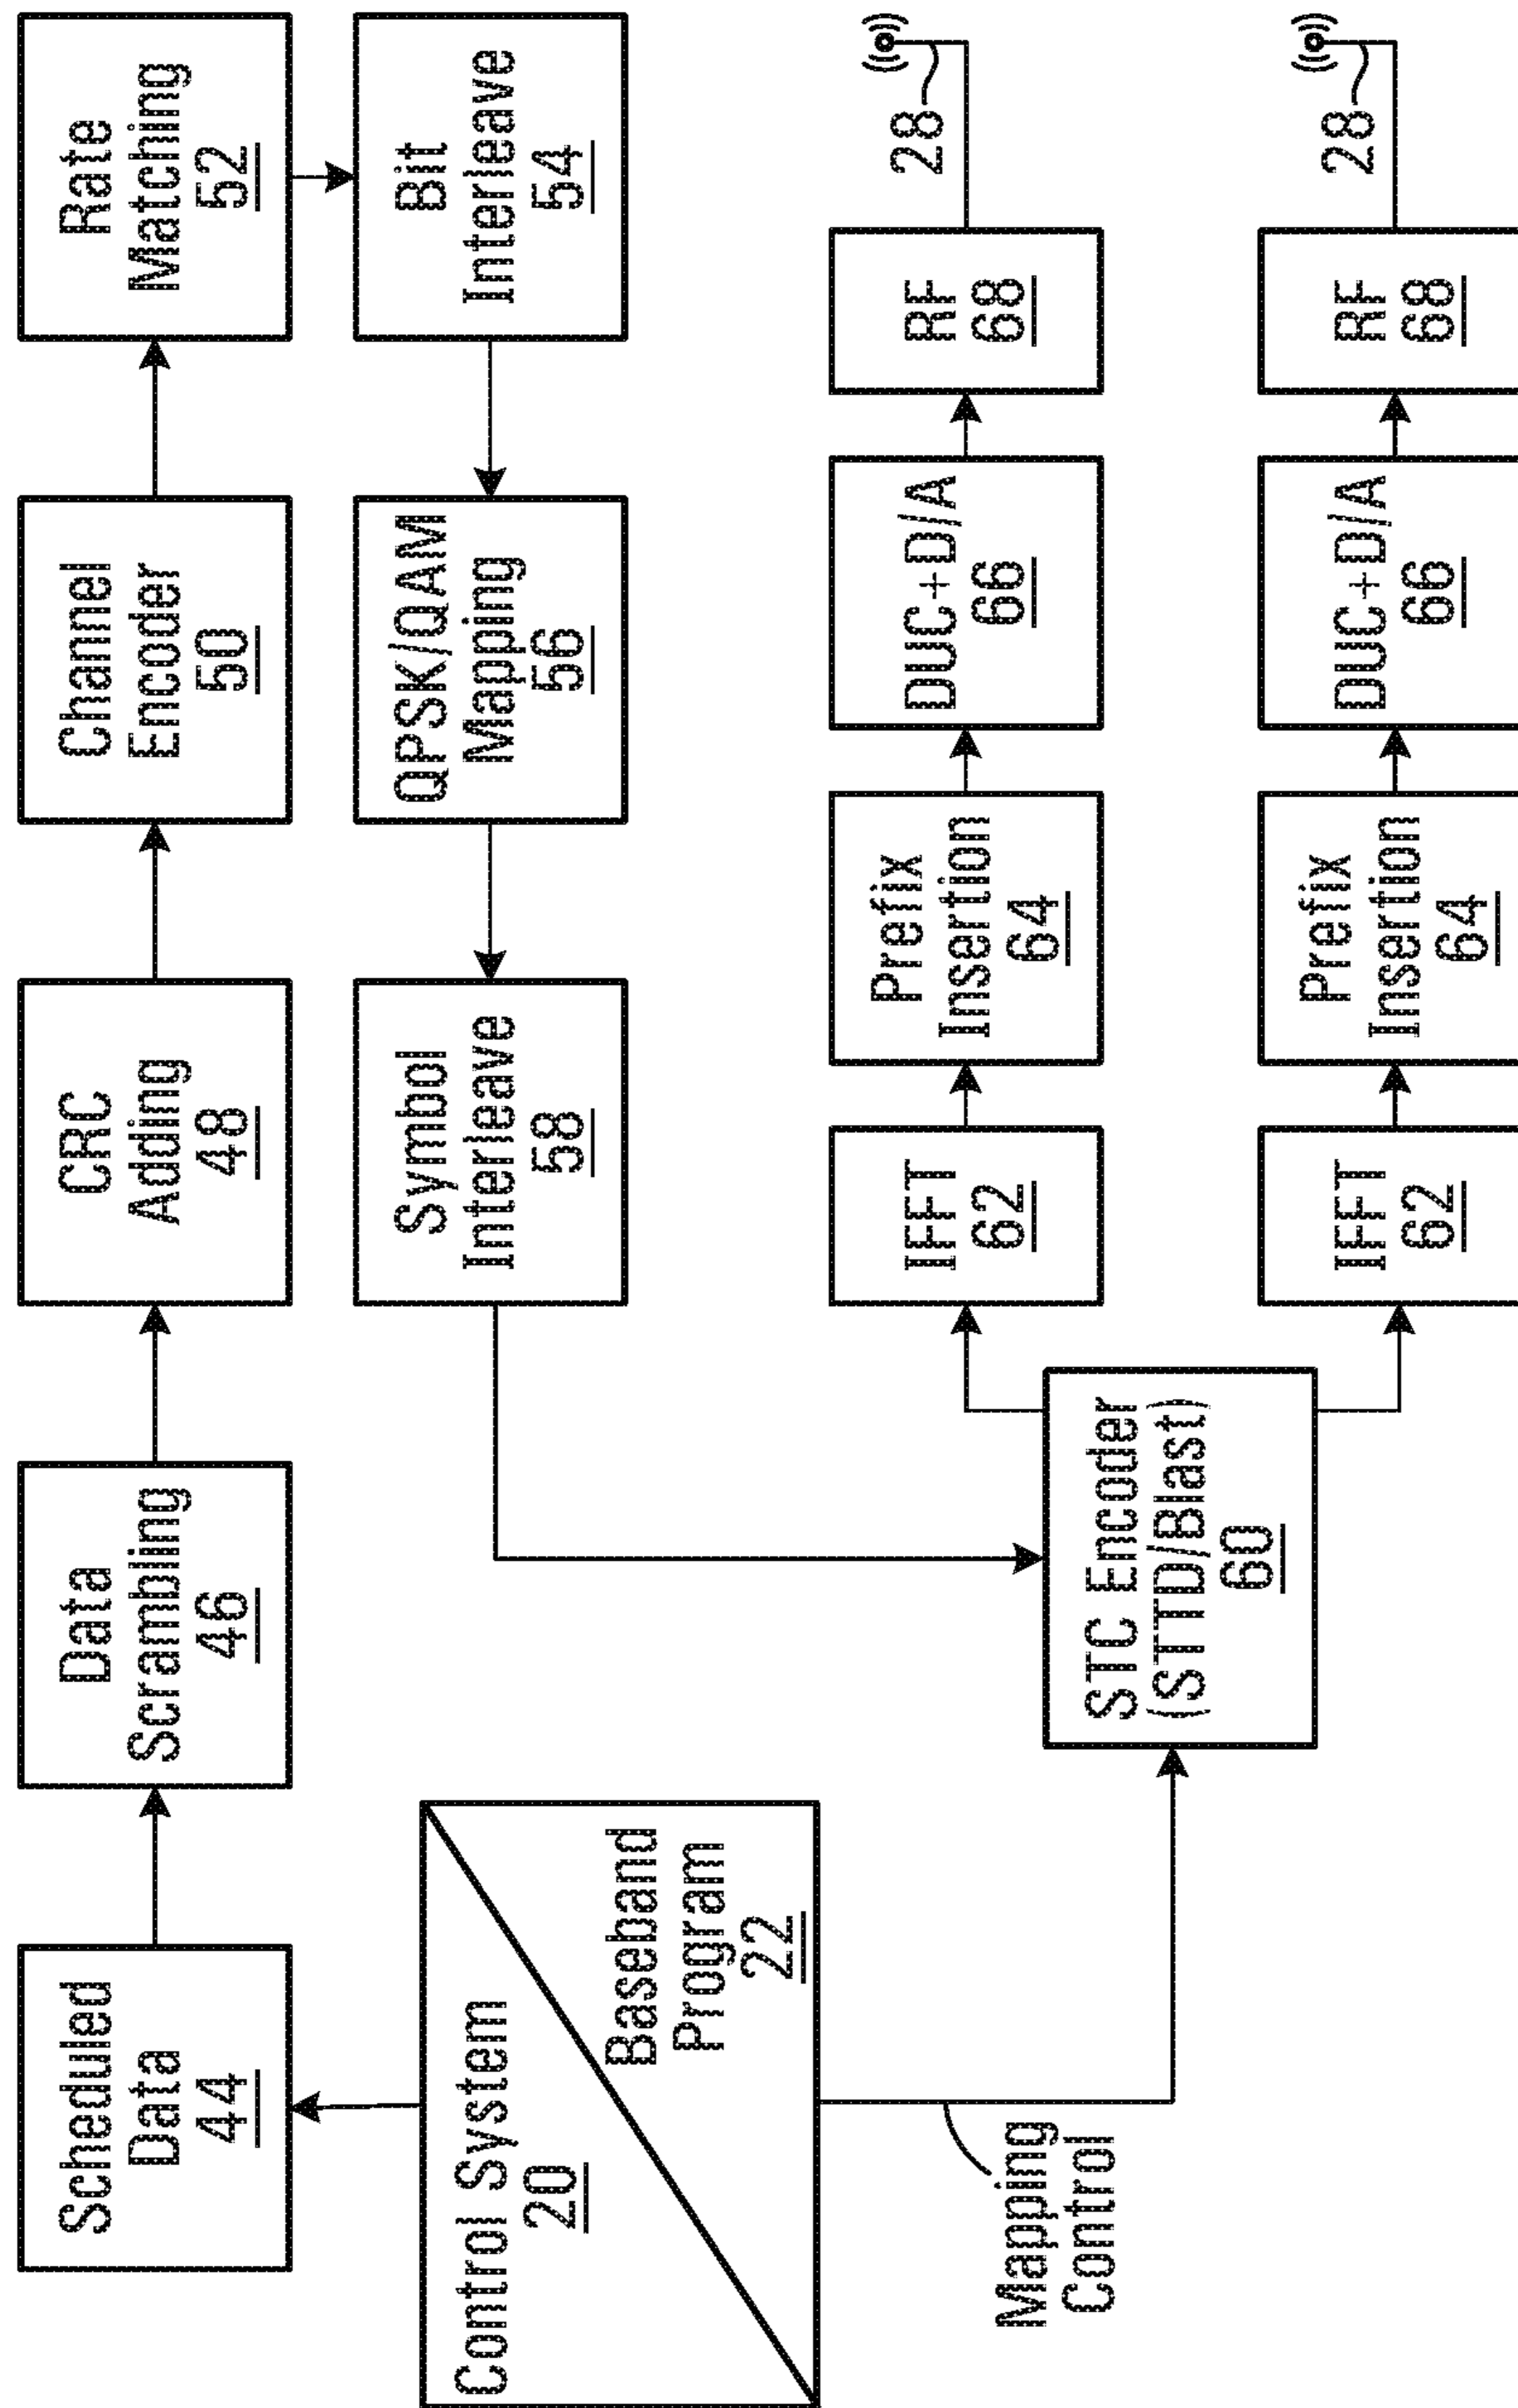 Scheduled
Data
44
Data
Scrambling
46
CRC
Adding
48
Channel
Encoder
50
Rate
Matching
52
Control System
20
Baseband
Program
22
Symbol
Interleave
58
QPSK/QAM
Mapping
56
Bit
Interleave
54
Mapping
Control
STC Encoder
(STTD/Blast)
60
IFFT
62
Prefix
Insertion
64
DUC+D/A
66
RF
68
28
IFFT
62
Prefix
Insertion
64
DUC+D/A
66
RF
68
28